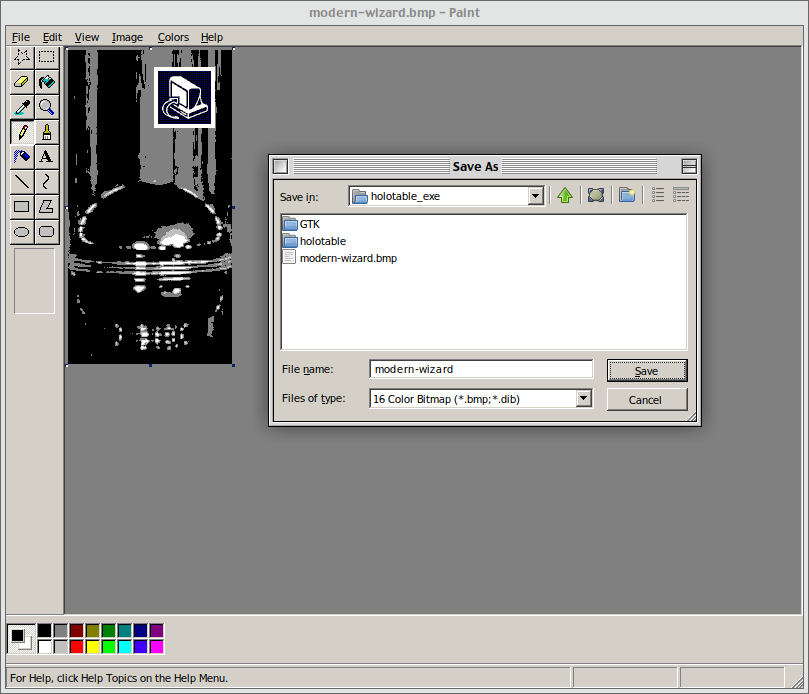 modern-wizard.bmp - Paint
File Edit View Image Colors Help
A
Save As
Save in: holotable_exe
GTK
holotable
modern-wizard.bmp
File name: modern-wizard Save
Files of type: 16 Color Bitmap (*.bmp;*.dib) Cancel
For Help, click Help Topics on the Help Menu.